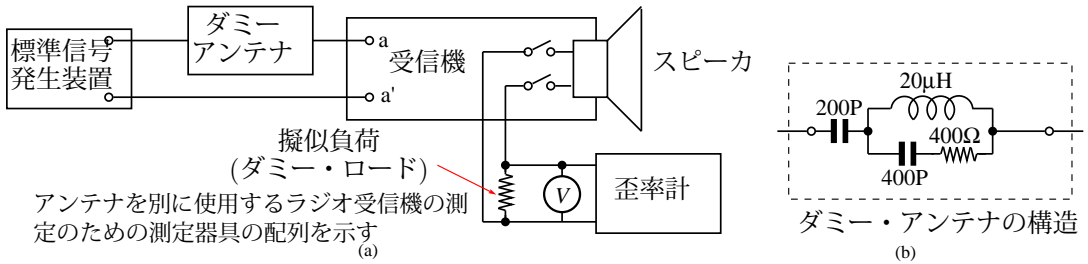 標準信号
発生装置
ダミー
アンテナ
a
a'
受信機
スピーカ
擬似負荷
(ダミー・ロード)
V
歪率計
アンテナを別に使用するラジオ受信機の測
定のための測定器具の配列を示す
(a)
20μH
200P
400Ω
400P
ダミー・アンテナの構造
(b)